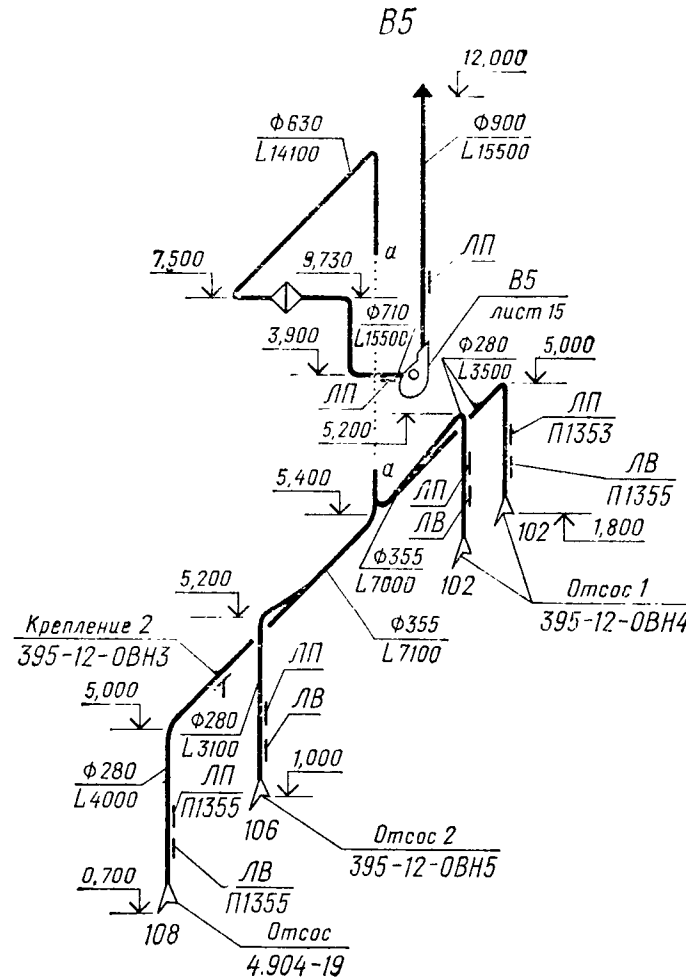 В5
12,000
Ф630
L14100
Ф900
L15500
а
7,500
9,730
ЛП
В5
лист 15
Ф710
L15500
3,900
Ф280
L3500
5,000
ЛП
5,200
ЛП
П1353
а
5,400
ЛП
ЛВ
ЛВ
П1355
102
1,800
Ф355
L7000
102
5,200
Отсос 1
395-12-ОВН4
Ф355
L7100
Крепление 2
395-12-ОВН3
ЛП
5,000
ЛВ
Ф280
L3100
1,000
Ф280
L4000
ЛП
П1355
106
Отсос 2
395-12-ОВН5
0,700
ЛВ
П1355
108
Отсос
4.904-19